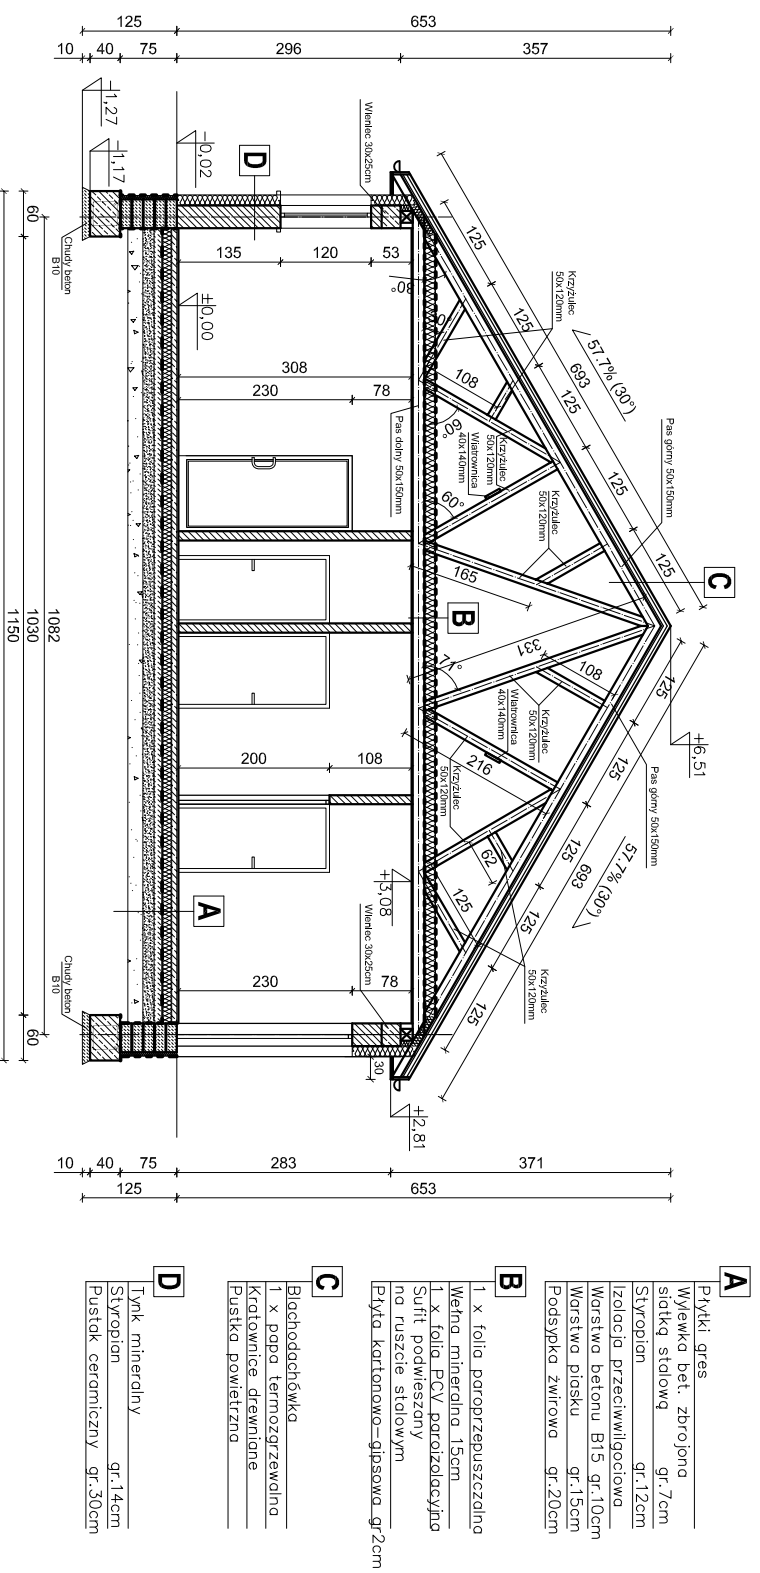 125
653
10
40
75
296
357
-1,27
-1,17
-0,02
D
Wieniec 30x25cm
60
Chudy beton
B10
135
120
53
±0,00
308
230
78
Pas dolny 50x150mm
30°
125
125
125
125
125
693
57.7% (30°)
Krzyżulec
50x120mm
108
60°
Krzyżulec
50x120mm
Wiatrownica
40x140mm
60°
Krzyżulec
50x120mm
Pas górny 50x150mm
C
165
B
331
71°
108
1082
1030
1150
+6,51
Krzyżulec
50x120mm
Wiatrownica
40x140mm
216
Krzyżulec
50x120mm
Pas górny 50x150mm
125
125
125
125
125
693
57.7% (30°)
62
125
Krzyżulec
50x120mm
200
108
+3,08
A
Wieniec 30x25cm
230
78
30
Chudy beton
B10
60
+2,81
10
40
75
283
371
125
653
A
Płytki gres
Wylewka bet. zbrojona
siatką stalową gr.7cm
Styropian gr.12cm
Izolacja przeciwwilgociowa
Warstwa betonu B15 gr.10cm
Warstwa piasku gr.15cm
Podsypka żwirowa gr.20cm
B
1 x folia paroprzepuszczalna
Wełna mineralna 15cm
1 x folia PCV paroizolacyjna
Sufit podwieszany
na ruszcie stalowym
Płyta kartonowo-gipsowa gr2cm
C
Blachodachówka
1 x papa termozgrzewalna
Kratownice drewniane
Pustka powietrzna
D
Tynk mineralny
Styropian gr.14cm
Pustak ceramiczny gr.30cm